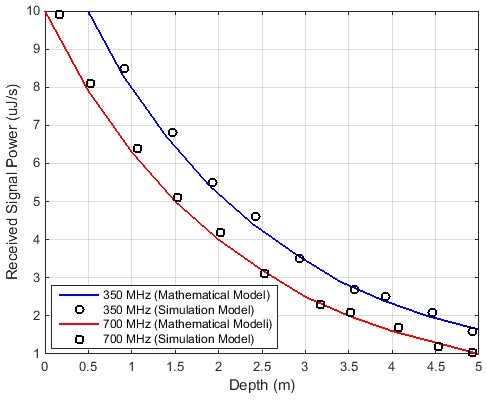 10
9
8
7
6
5
4
3
2
1
Received Signal Power (uJ/s)
350 MHz (Mathematical Model)
350 MHz (Simulation Model)
700 MHz (Mathematical Modeli)
700 MHz (Simulation Model)
0 0.5 1 1.5 2 2.5 3 3.5 4 4.5 5
Depth (m)